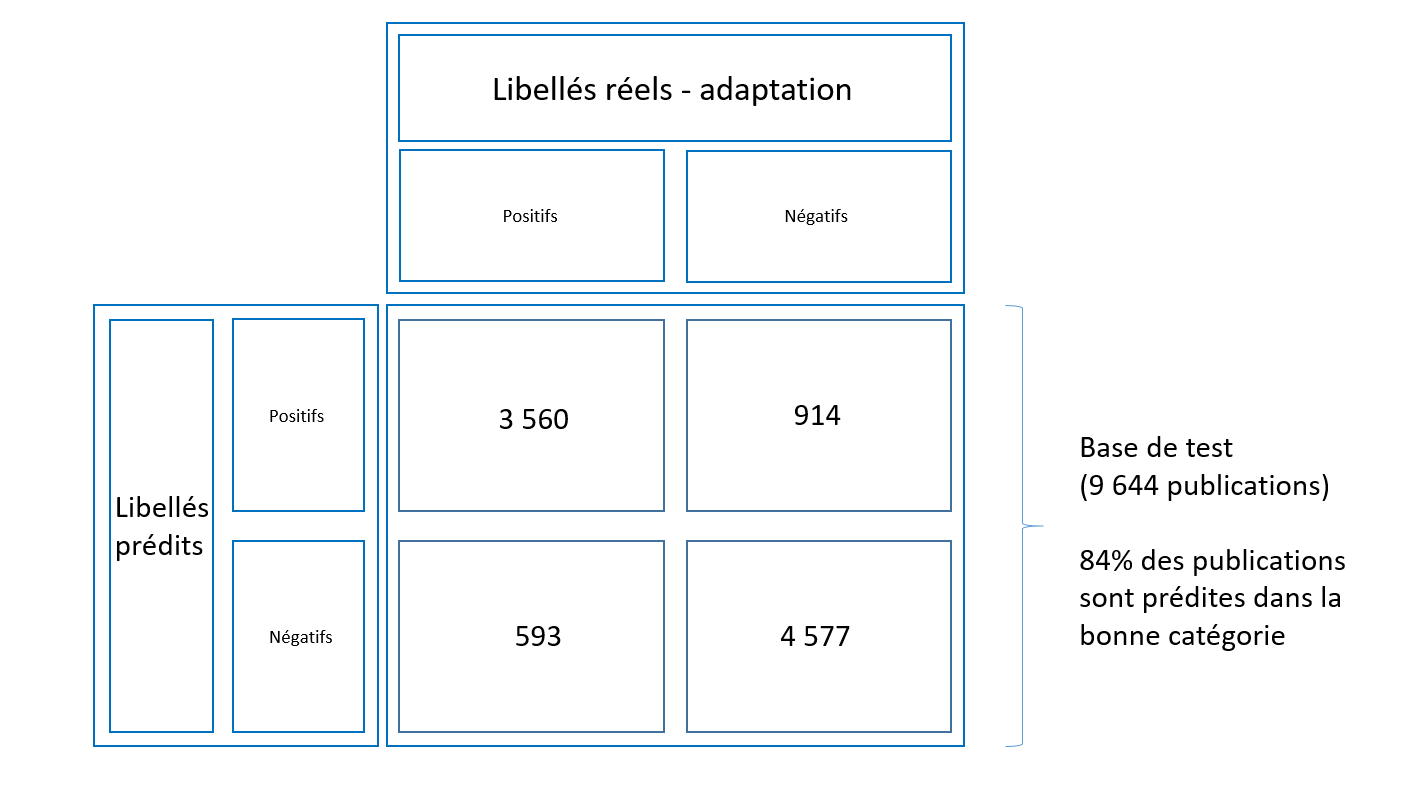 Libellés réels - adaptation
Positifs
Négatifs
Libellés
prédits
Positifs
3 560
914
Négatifs
593
4 577
Base de test
(9 644 publications)
84% des publications
sont prédites dans la
bonne catégorie